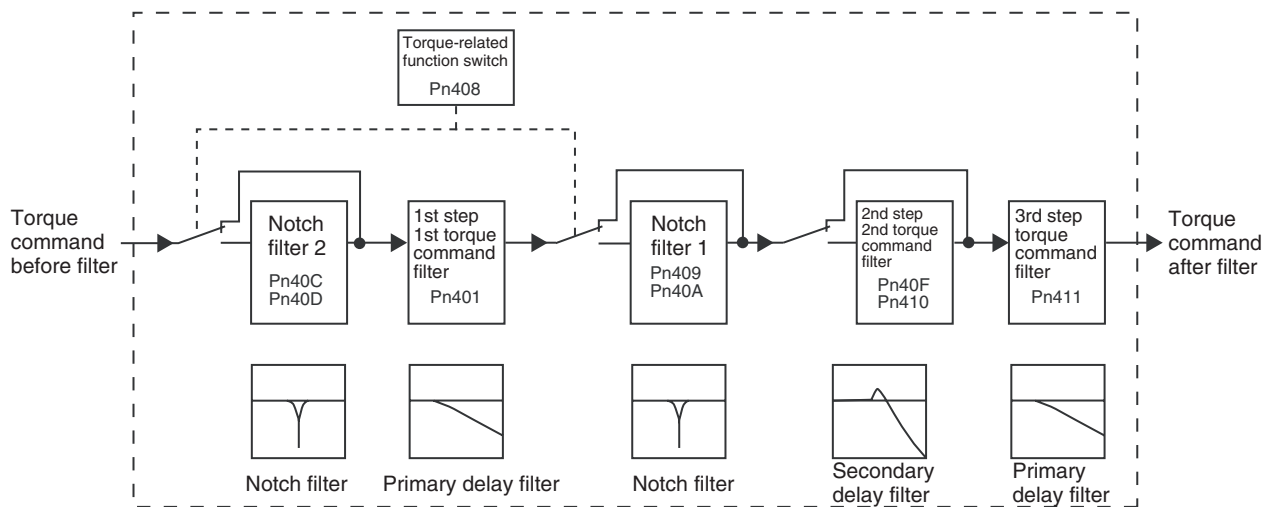 Torque-related
function switch
Pn408
Torque
command
before filter
Notch
filter 2
Pn40C
Pn40D
1st step
1st torque
command
filter
Pn401
Notch
filter 1
Pn409
Pn40A
2nd step
2nd torque
command
filter
Pn40F
Pn410
3rd step
torque
command
filter
Pn411
Torque
command
after filter
Notch filter
Primary delay filter
Notch filter
Secondary
delay filter
Primary
delay filter